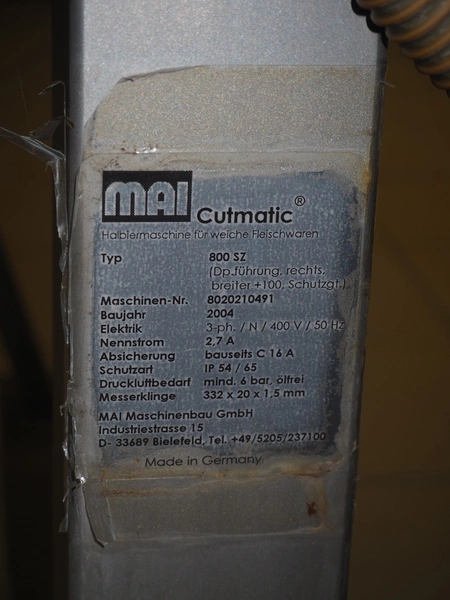 MAI Cutmatic®
Halbiermaschine für weiche Fleischwaren
Typ 800 SZ
(Dp.führung, rechts,
breiter +100, Schutzgt.)
Maschinen-Nr. 8020210491
Baujahr 2004
Elektrik 3-ph. / N / 400 V / 50 Hz
Nennstrom 2,7 A
Absicherung bauseits C 16 A
Schutzart IP 54 / 65
Druckluftbedarf mind. 6 bar, ölfrei
Messerklinge 332 x 20 x 1,5 mm
MAI Maschinenbau GmbH
Industriestrasse 15
D- 33689 Bielefeld, Tel. +49/5205/237100
Made in Germany